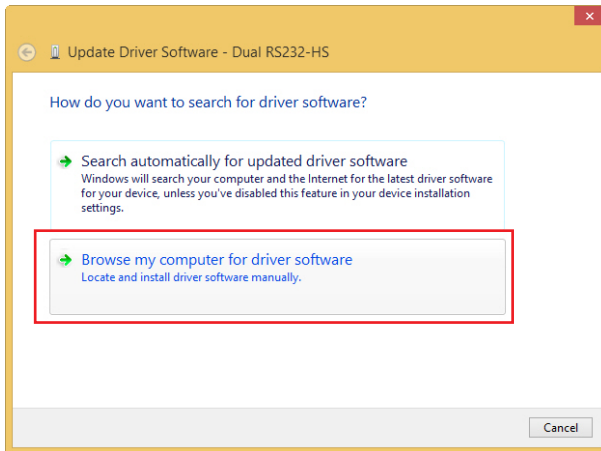 Update Driver Software - Dual RS232-HS
How do you want to search for driver software?
Search automatically for updated driver software
Windows will search your computer and the Internet for the latest driver software
for your device, unless you've disabled this feature in your device installation
settings.
Browse my computer for driver software
Locate and install driver software manually.
Cancel